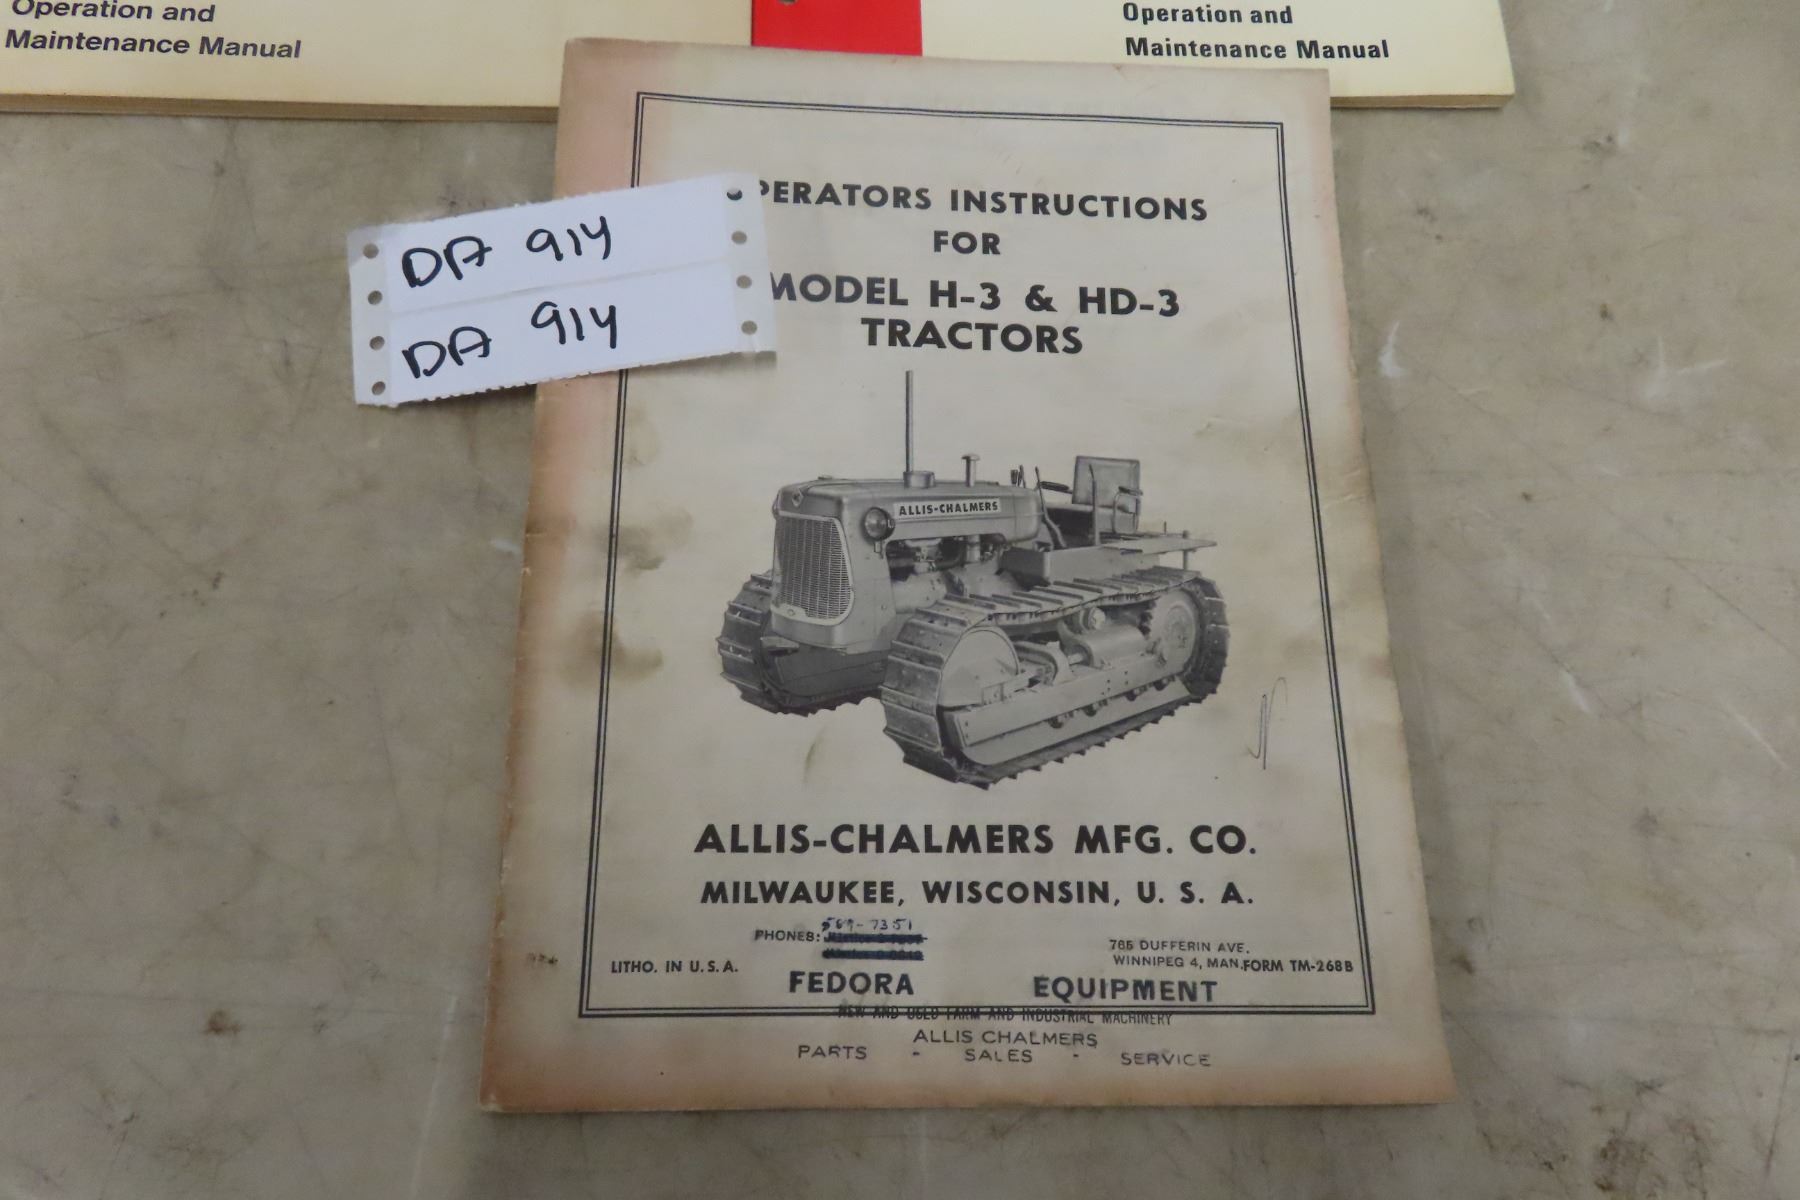 Operation and
Maintenance Manual
Operation and
Maintenance Manual
DA 914
DA 914
PERATORS INSTRUCTIONS
FOR
MODEL H-3 & HD-3
TRACTORS
ALLIS-CHALMERS
ALLIS-CHALMERS MFG. CO.
MILWAUKEE, WISCONSIN, U. S. A.
589-7351
PHONES:
765 DUFFERIN AVE.
WINNIPEG 4, MAN.
LITHO. IN U.S.A.
FORM TM-268B
FEDORA EQUIPMENT
NEW AND USED FARM AND INDUSTRIAL MACHINERY
ALLIS CHALMERS
PARTS - SALES - SERVICE